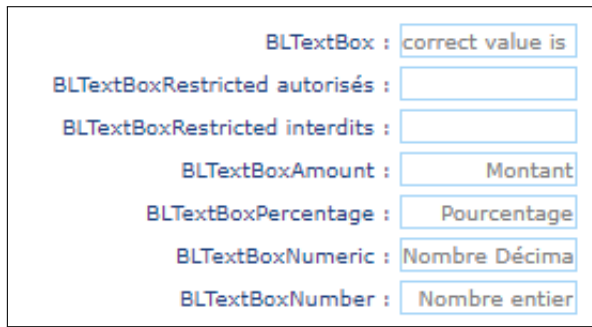 BLTextBox : correct value is
BLTextBoxRestricted autorisés :
BLTextBoxRestricted interdits :
BLTextBoxAmount : Montant
BLTextBoxPercentage : Pourcentage
BLTextBoxNumeric : Nombre Décima
BLTextBoxNumber : Nombre entier